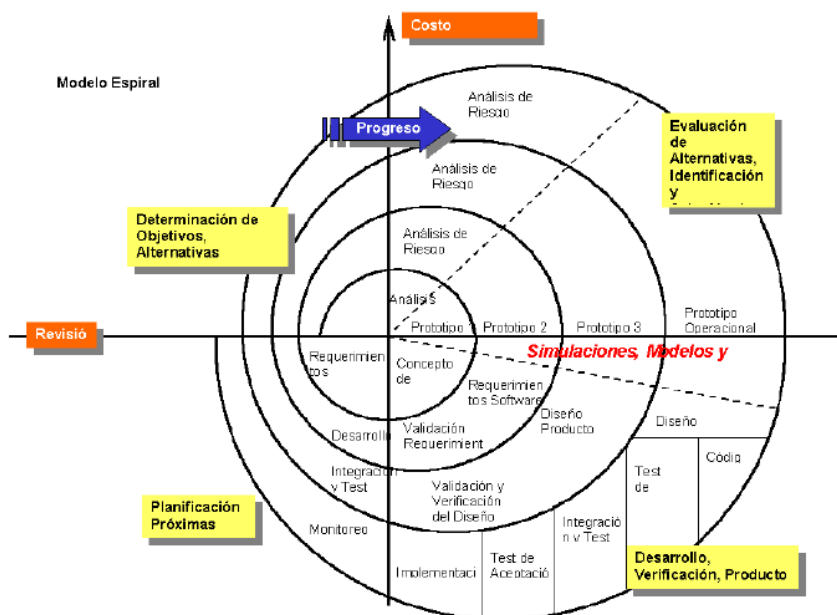 Costo
Modelo Espiral
Análisis de
Riesgo
Progreso
Evaluación
de
Alternativas,
Identificación
y
Análisis de
Riesgo
Determinación de
Objetivos,
Alternativas
Análisis de
Riesgo
Análisis
Prototipo
Prototipo 2
Prototipo 3
Prototipo
Operacional
Revisió
Simulaciones, Modelos y
Requerimien
tos
Concepto
de
Requerimien
tos Software
Diseño
Producto
Diseño
Desarrollo
Validación
Requerimient
Integración
y Test
Validación y
Verificación
del Diseño
Test
de
Códig
Planificación
Próximas
Monitoreo
Integració
n y Test
Implementaci
Test de
Aceptació
Desarrollo,
Verificación, Producto